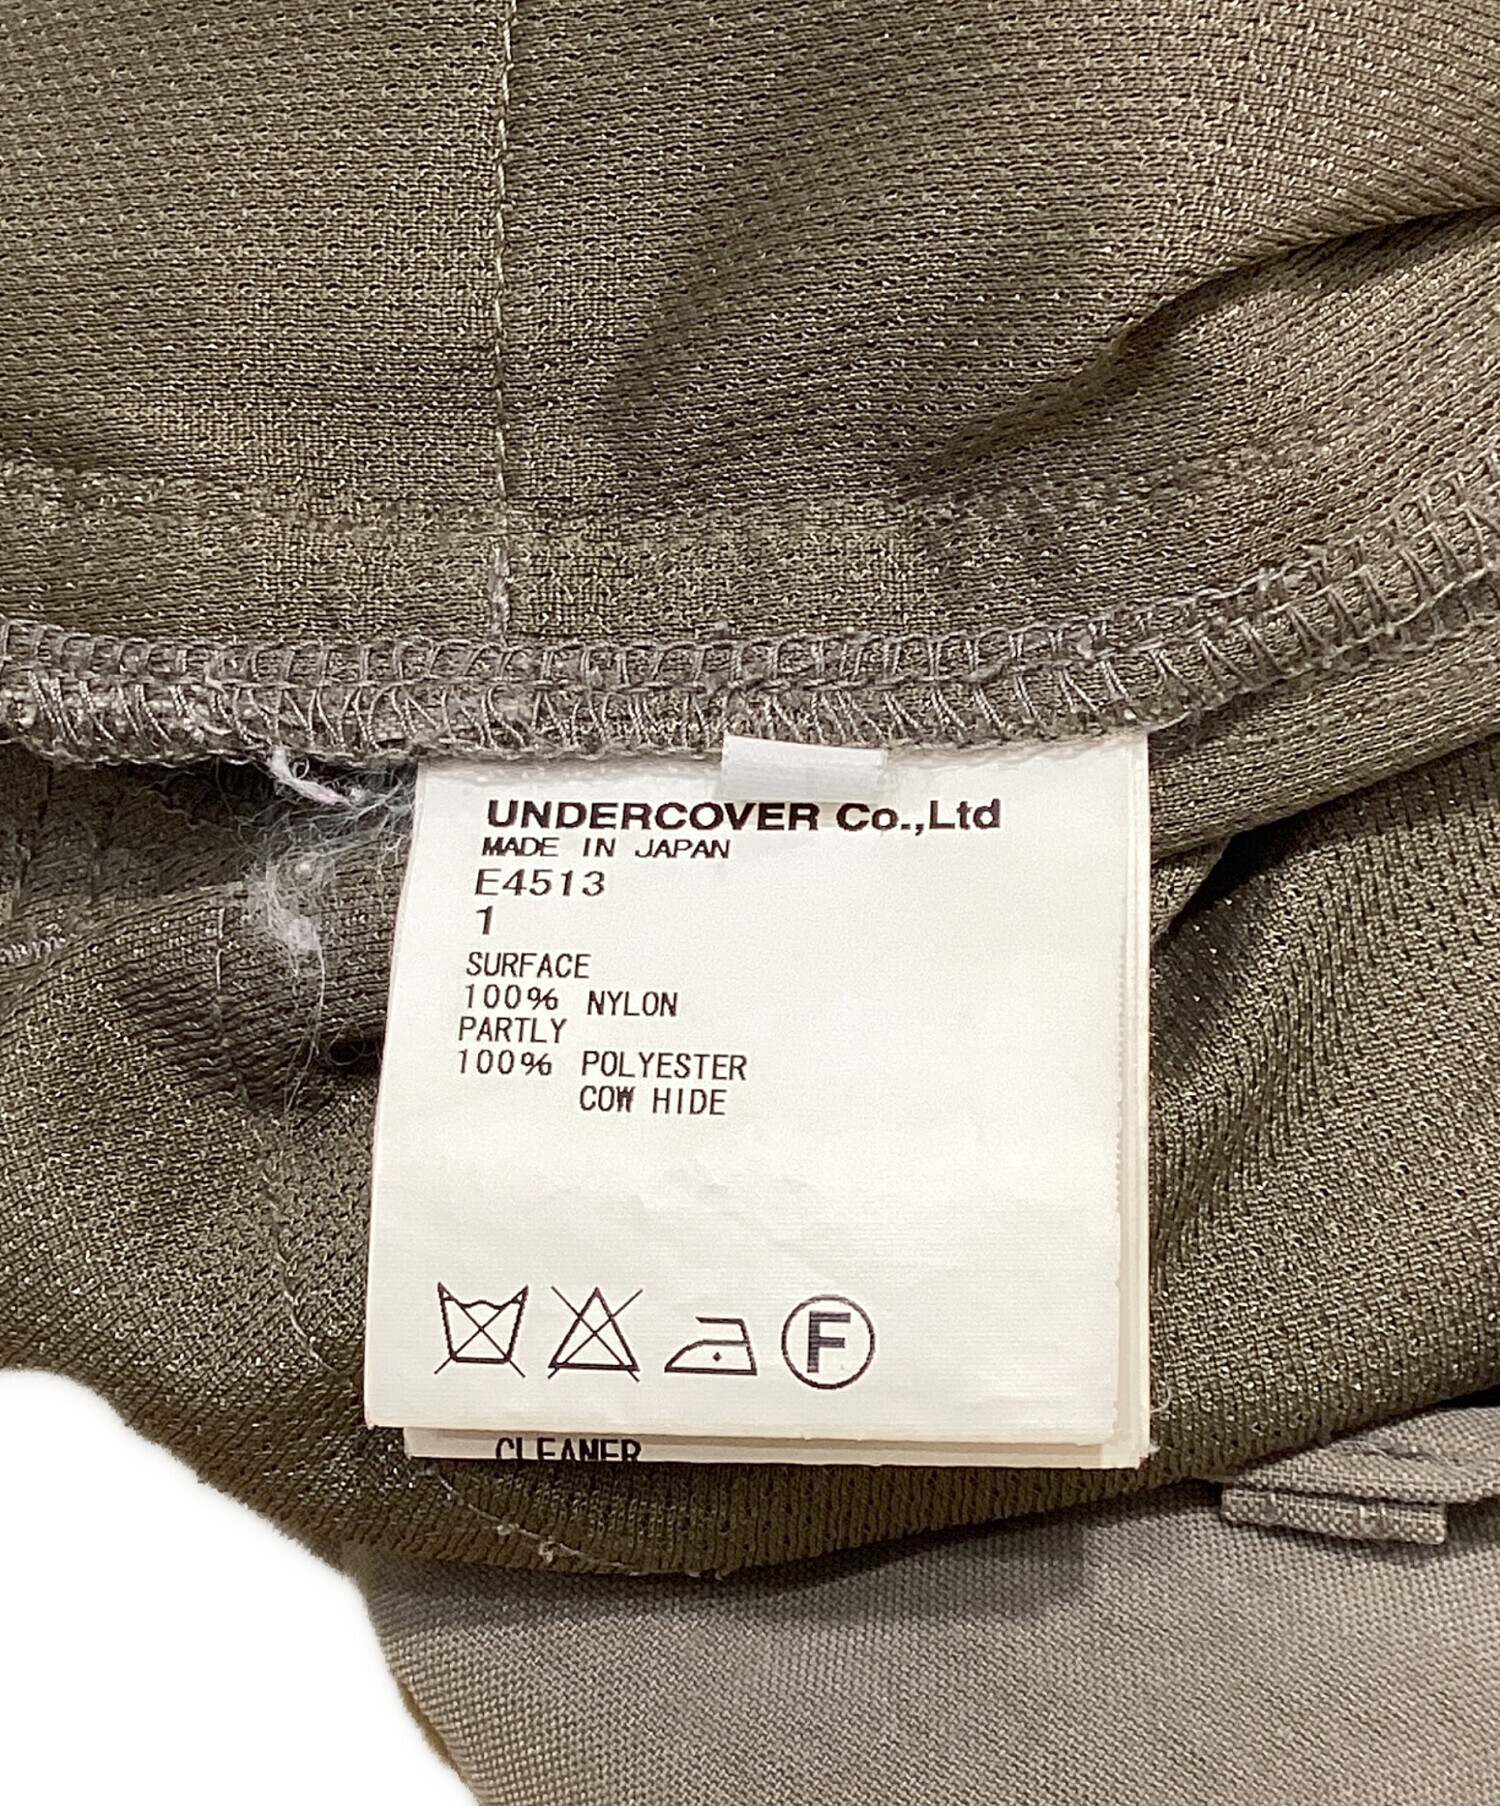 UNDERCOVER Co.,Ltd
MADE IN JAPAN
E4513
1
SURFACE
100% NYLON
PARTLY
100% POLYESTER
COW HIDE
F
CLEANER